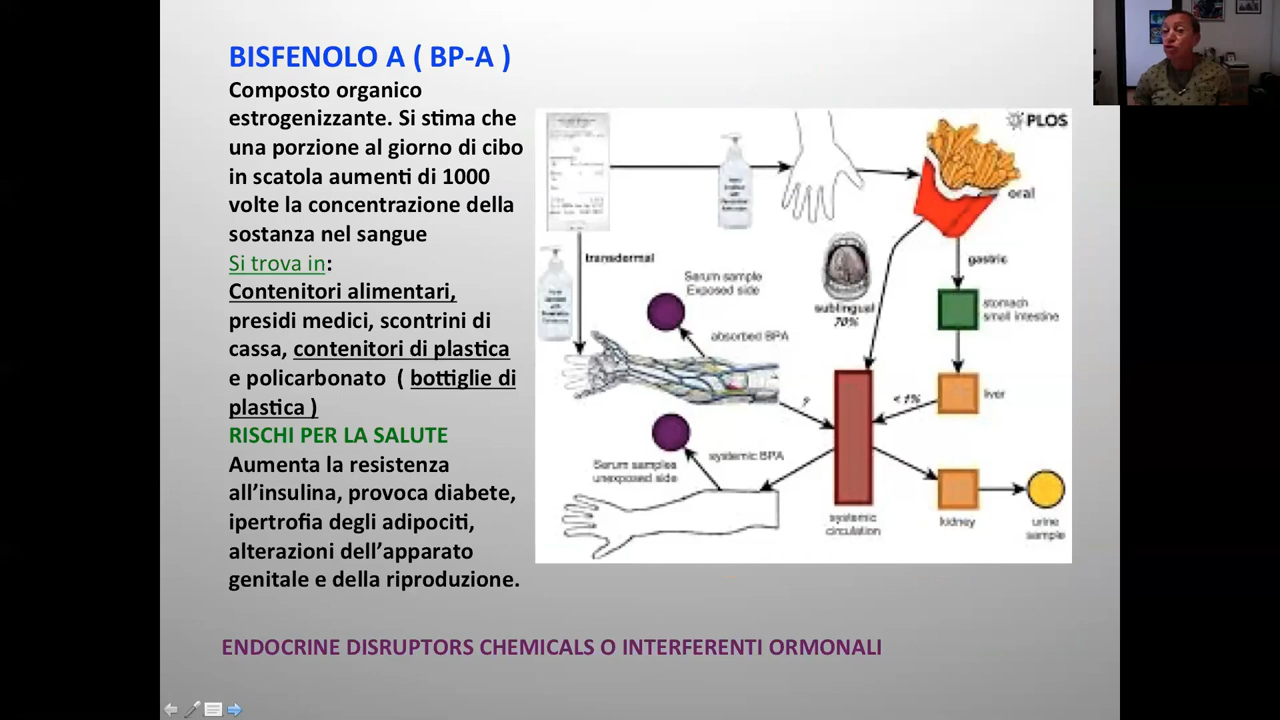 BISFENOLO A ( BP-A )
Composto organico
estrogenizzante. Si stima che
una porzione al giorno di cibo
in scatola aumenti di 1000
volte la concentrazione della
sostanza nel sangue
Si trova in:
Contenitori alimentari,
presidi medici, scontrini di
cassa, contenitori di plastica
e policarbonato ( bottiglie di
plastica )
RISCHI PER LA SALUTE
Aumenta la resistenza
all’insulina, provoca diabete,
ipertrofia degli adipociti,
alterazioni dell’apparato
genitale e della riproduzione.
PLOS
oral
transdermal
gastric
Serum sample
Exposed side
sublingual
70%
stomach
small intestine
absorbed BPA
?
< 1%
liver
systemic BPA
Serum samples
unexposed side
systemic
circulation
kidney
urine
sample
ENDOCRINE DISRUPTORS CHEMICALS O INTERFERENTI ORMONALI